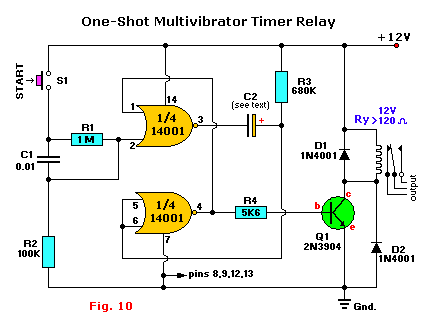 One-Shot Multivibrator Timer Relay
+12V
START
S1
R1
1M
C1
0.01
R2
100K
1
2
14
1/4
14001
3
C2
(see text)
+
R3
680K
5
6
1/4
14001
4
7
R4
5K6
pins 8,9,12,13
12V
Ry >120 Ω
D1
1N4001
output
b
c
e
Q1
2N3904
D2
1N4001
Gnd.
Fig. 10